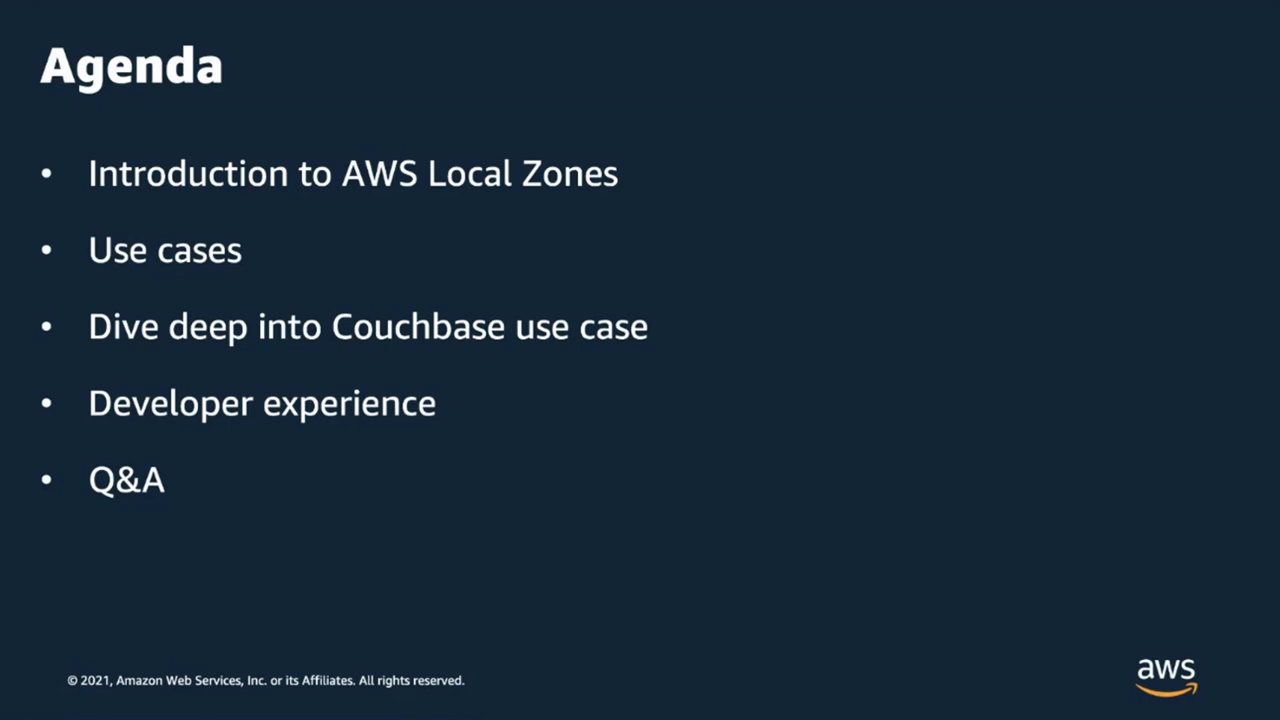 Agenda
• Introduction to AWS Local Zones
• Use cases
• Dive deep into Couchbase use case
• Developer experience
• Q&A
© 2021, Amazon Web Services, Inc. or its Affiliates. All rights reserved.
aws